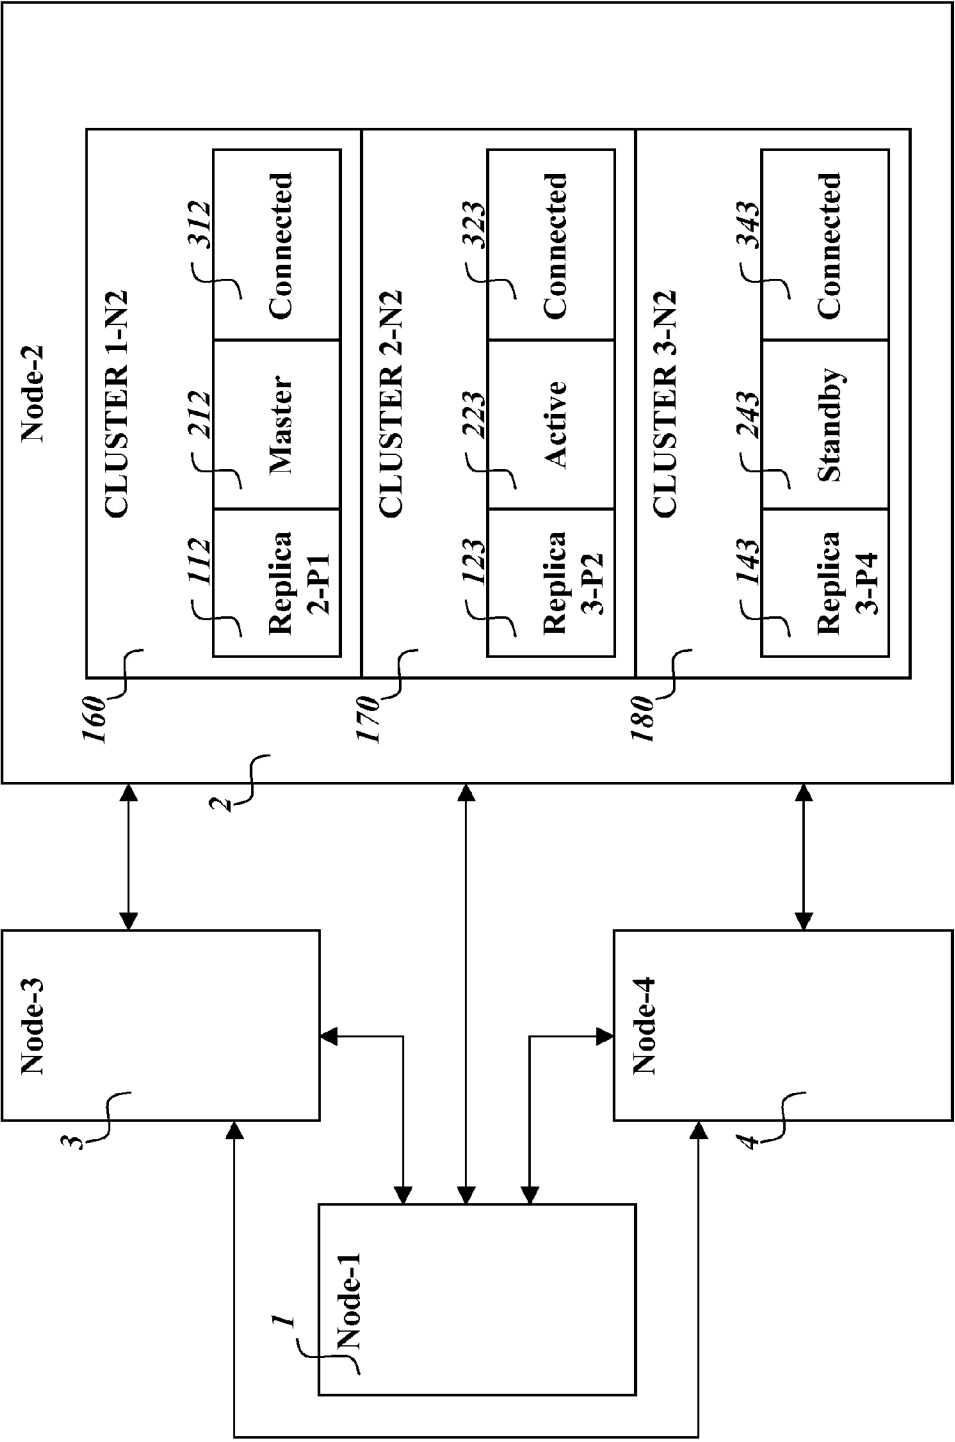 Node-2
CLUSTER 1-N2
160
112
212
312
Replica
2-P1
Master
Connected
CLUSTER 2-N2
170
123
223
323
Replica
3-P2
Active
Connected
CLUSTER 3-N2
180
143
243
343
Replica
3-P4
Standby
Connected
2
Node-3
3
Node-4
4
Node-1
1